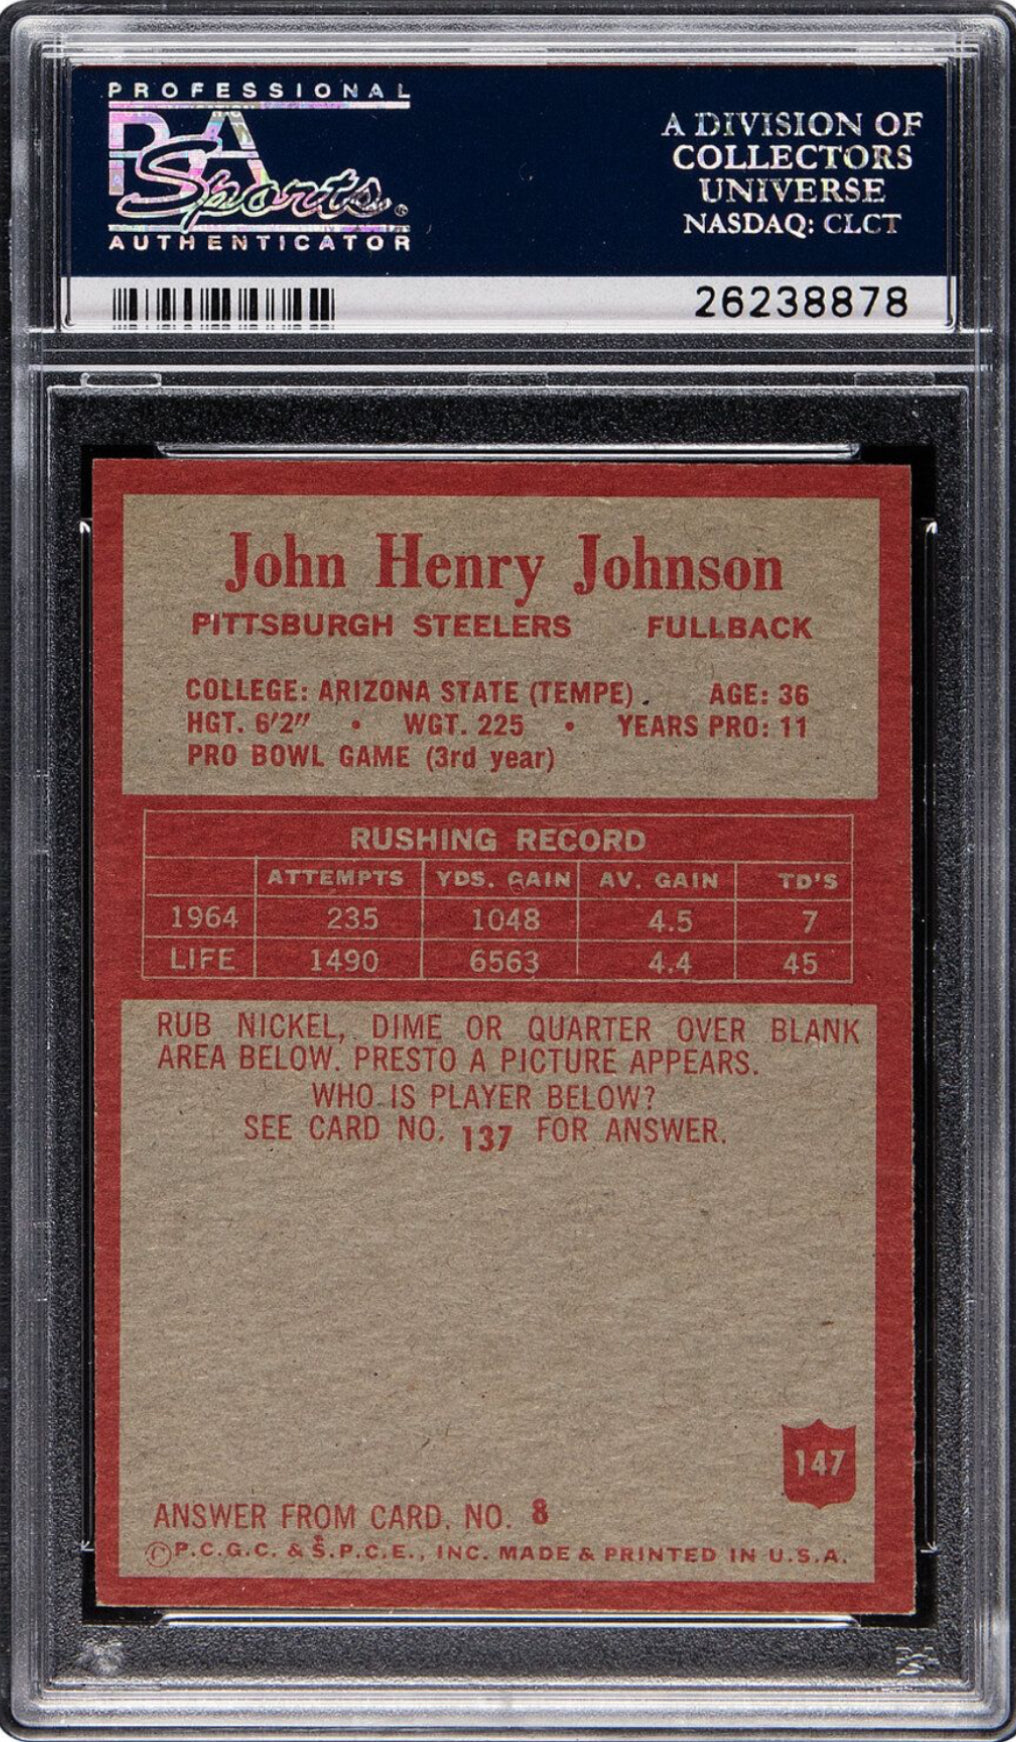 PROFESSIONAL
PSA
Sports
AUTHENTICATOR
A DIVISION OF
COLLECTORS
UNIVERSE
NASDAQ: CLCT
26238878
John Henry Johnson
PITTSBURGH STEELERS FULLBACK
COLLEGE: ARIZONA STATE (TEMPE). AGE: 36
HGT. 6'2" • WGT. 225 • YEARS PRO: 11
PRO BOWL GAME (3rd year)
RUSHING RECORD
ATTEMPTS YDS. GAIN AV. GAIN TD'S
1964 235 1048 4.5 7
LIFE 1490 6563 4.4 45
RUB NICKEL, DIME OR QUARTER OVER BLANK
AREA BELOW. PRESTO A PICTURE APPEARS.
WHO IS PLAYER BELOW?
SEE CARD NO. 137 FOR ANSWER.
147
ANSWER FROM CARD. NO. 8
©P.C.G.C. & S.P.C.E., INC. MADE & PRINTED IN U.S.A.
PSA